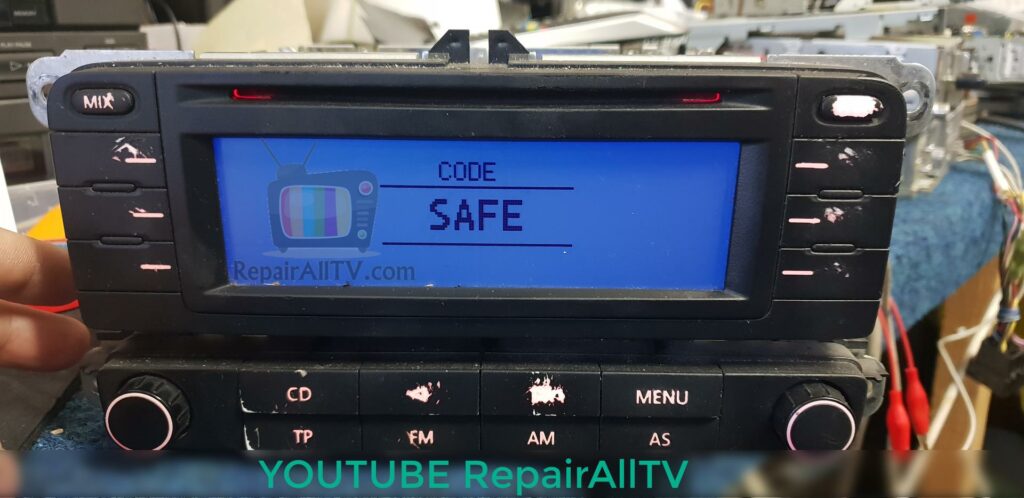 MIX
CODE
SAFE
RepairAllTV.com
CD
MENU
TP
FM
AM
AS
YOUTUBE RepairAllTV